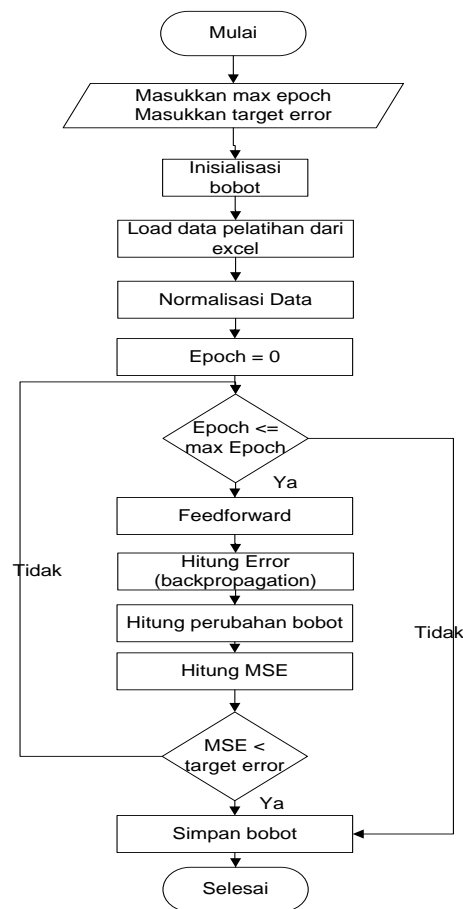 Mulai
Masukkan max epoch
Masukkan target error
Inisialisasi
bobot
Load data pelatihan dari
excel
Normalisasi Data
Epoch = 0
Epoch <=
max Epoch
Ya
Feedforward
Tidak
Hitung Error
(backpropagation)
Hitung perubahan bobot
Tidak
Hitung MSE
MSE <
target error
Ya
Simpan bobot
Selesai